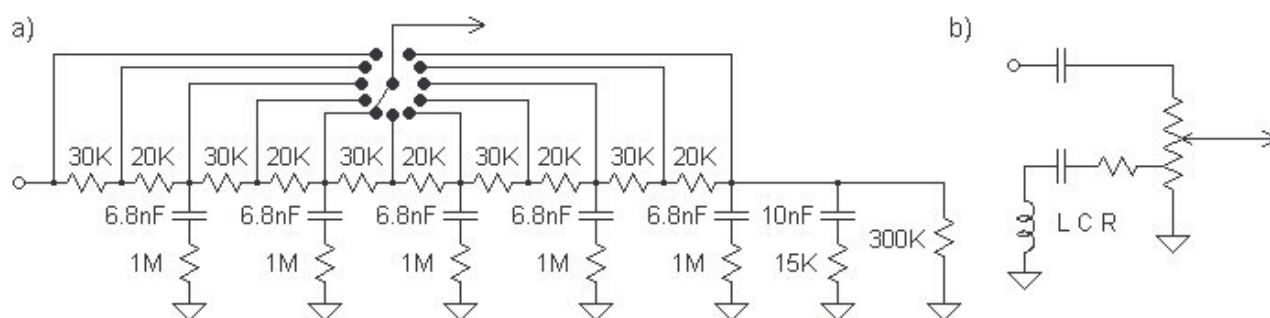 a)
b)
30K 20K 30K 20K 30K 20K 30K 20K 30K 20K
6.8nF 6.8nF 6.8nF 6.8nF 6.8nF 10nF
300K
1M 1M 1M 1M 1M 15K
L C R